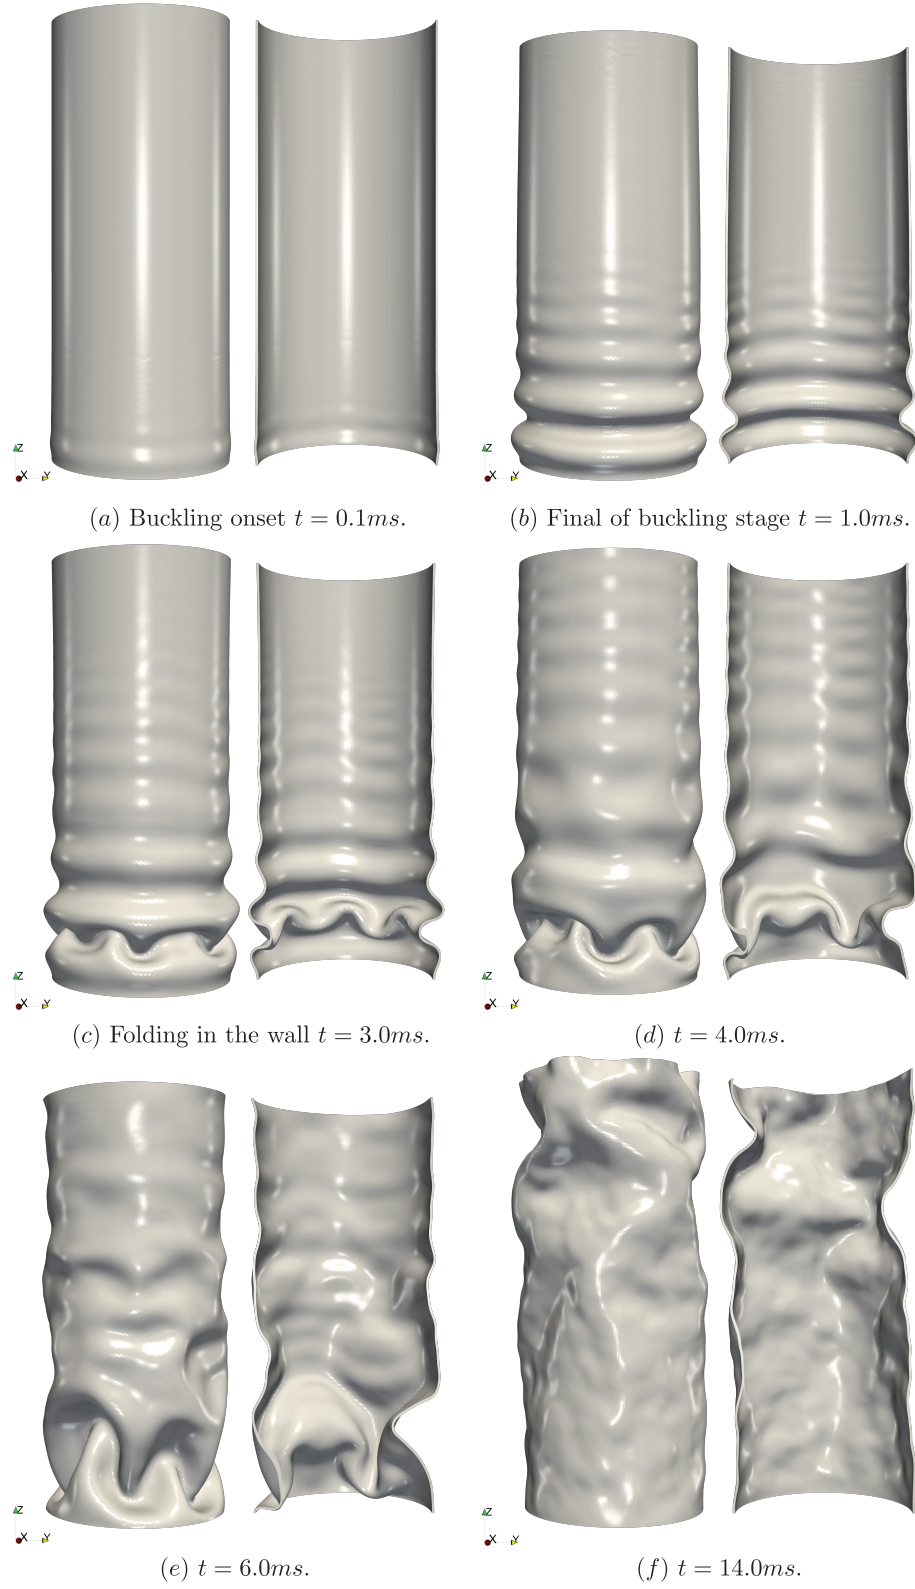 Z
X Y
Z
X Y
(a) Buckling onset t = 0.1ms.
(b) Final of buckling stage t = 1.0ms.
Z
X Y
Z
X Y
(c) Folding in the wall t = 3.0ms.
(d) t = 4.0ms.
Z
X Y
Z
X Y
(e) t = 6.0ms.
(f) t = 14.0ms.